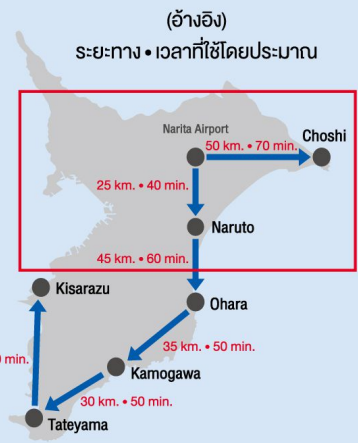 (อ้างอิง)
ระยะทาง • เวลาที่ใช้โดยประมาณ
Narita Airport
Choshi
50 km. • 70 min.
25 km. • 40 min.
Naruto
45 km. • 60 min.
Kisarazu
Ohara
35 km. • 50 min.
min.
Kamogawa
30 km. • 50 min.
Tateyama